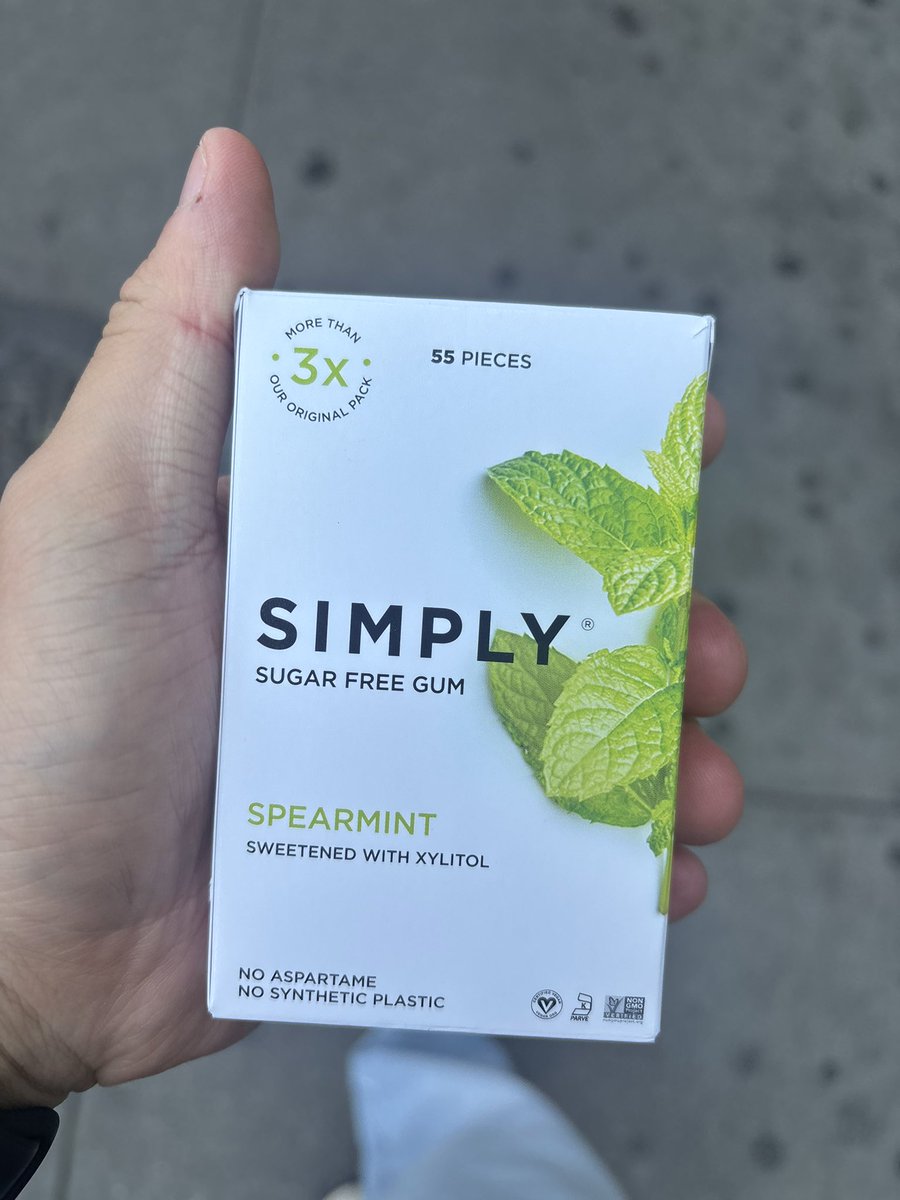 MORE THAN
3x
OUR ORIGINAL PACK
55 PIECES
SIMPLY®
SUGAR FREE GUM
SPEARMINT
SWEETENED WITH XYLITOL
NO ASPARTAME
NO SYNTHETIC PLASTIC
K
PARVE
NON
GMO
VERIFIED